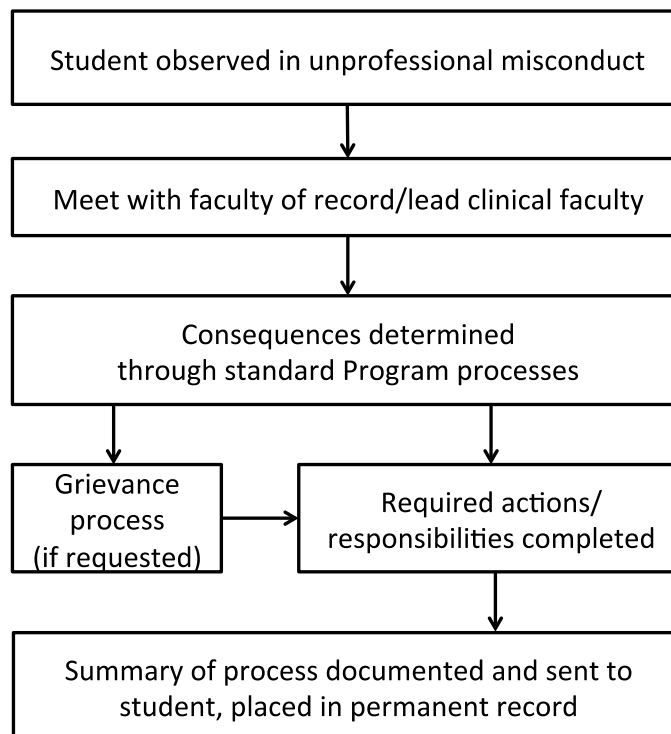 Student observed in unprofessional misconduct
Meet with faculty of record/lead clinical faculty
Consequences determined
through standard Program processes
Grievance
process
(if requested)
Required actions/
responsibilities completed
Summary of process documented and sent to
student, placed in permanent record